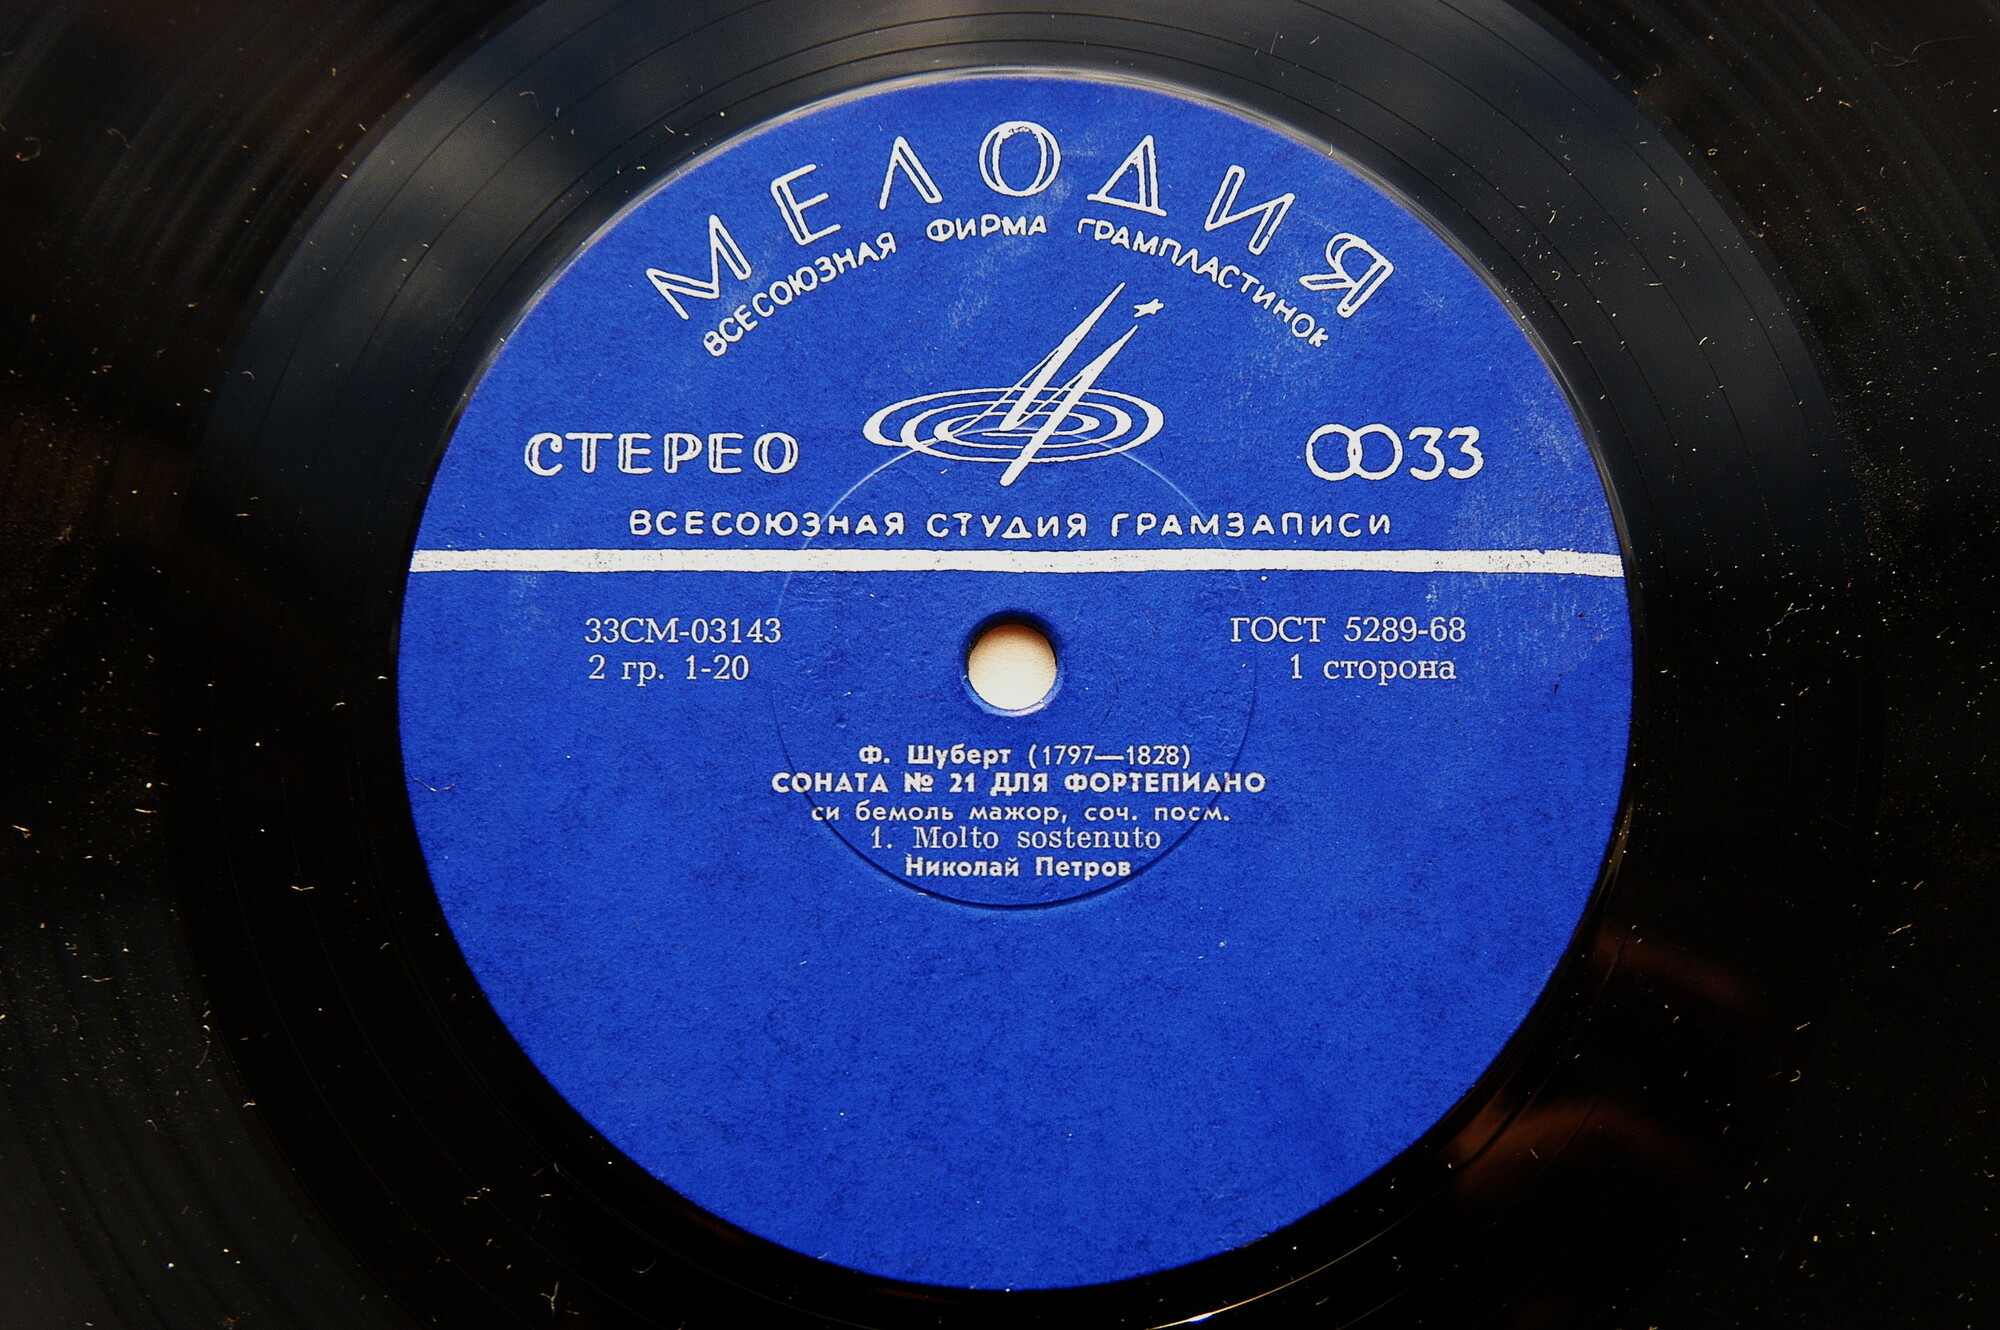 МЕЛОДИЯ
ВСЕСОЮЗНАЯ ФИРМА ГРАМПЛАСТИНОК
СТЕРЕО
33
ВСЕСОЮЗНАЯ СТУДИЯ ГРАМЗАПИСИ
33СМ-03143
ГОСТ 5289-68
2 гр. 1-20
1 сторона
Ф. Шуберт (1797—1828)
СОНАТА № 21 ДЛЯ ФОРТЕПИАНО
си бемоль мажор, соч. посм.
1. Molto sostenuto
Николай Петров